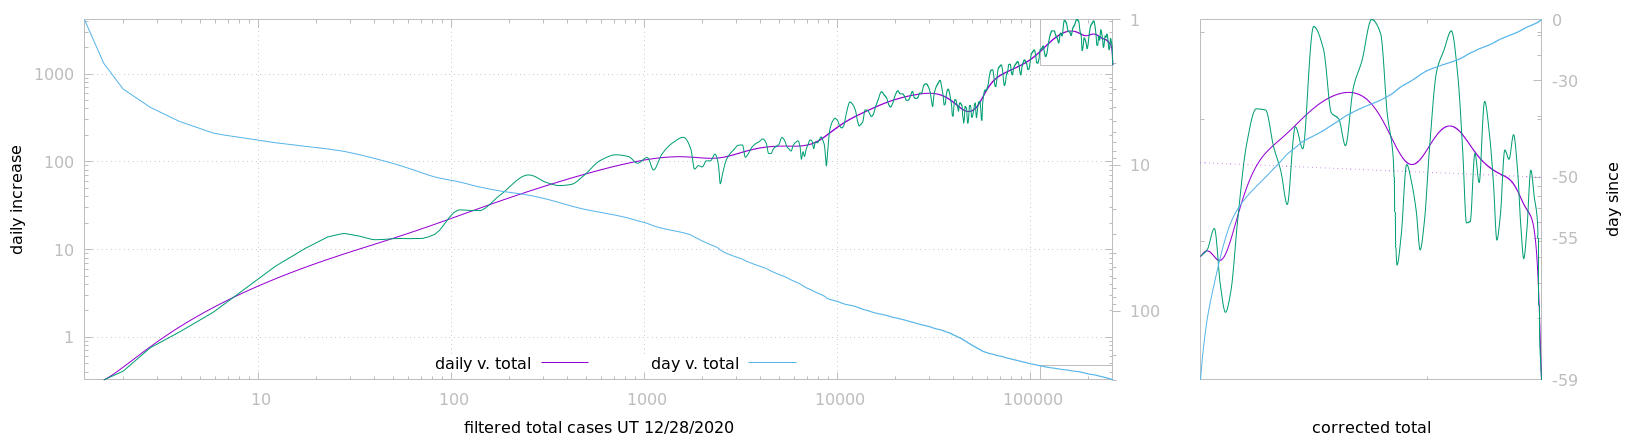 1000
100
10
1
daily increase
1
10
100
10
100
1000
10000
100000
daily v. total
day v. total
filtered total cases UT 12/28/2020
0
-30
-50
-55
-59
day since
corrected total